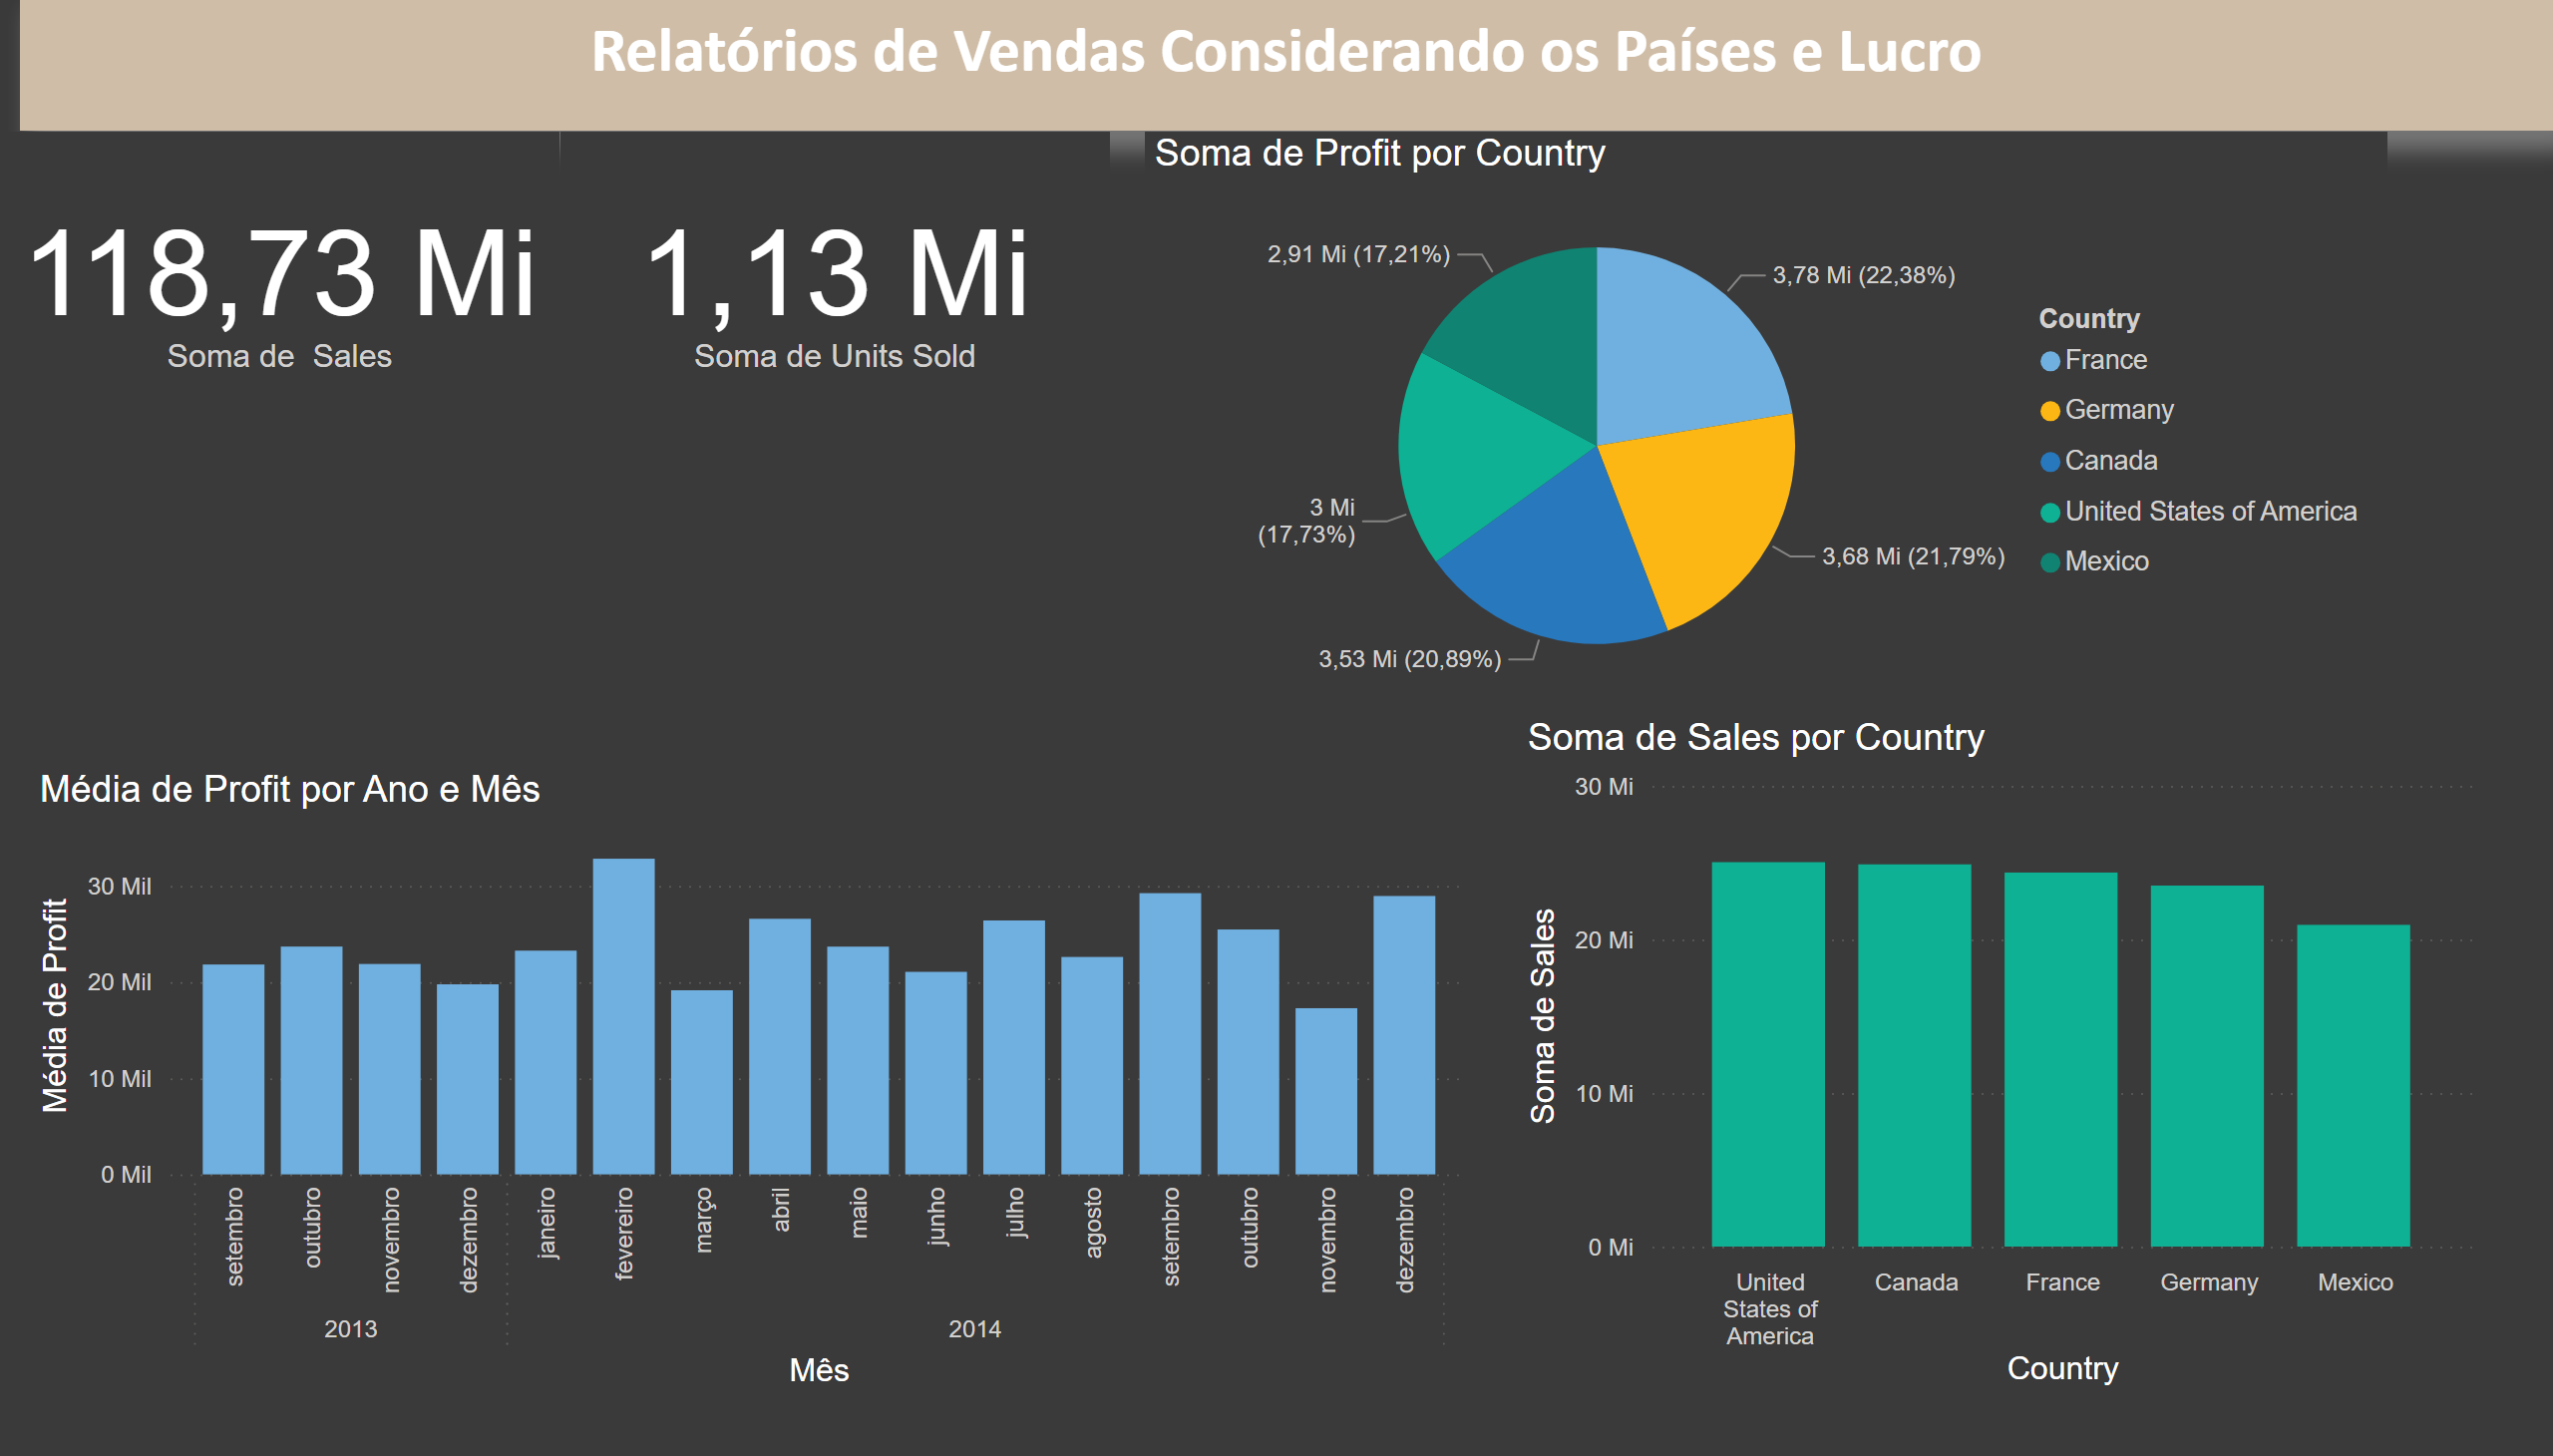 Relatórios de Vendas Considerando os Países e Lucro
118,73 Mi
Soma de  Sales
1,13 Mi
Soma de Units Sold
Soma de Profit por Country
2,91 Mi (17,21%)
3,78 Mi (22,38%)
3 Mi
(17,73%)
3,68 Mi (21,79%)
3,53 Mi (20,89%)
Country
France
Germany
Canada
United States of America
Mexico
Média de Profit por Ano e Mês
Média de Profit
30 Mil
20 Mil
10 Mil
0 Mil
setembro
outubro
novembro
dezembro
janeiro
fevereiro
março
abril
maio
junho
julho
agosto
setembro
outubro
novembro
dezembro
2013
2014
Mês
Soma de Sales por Country
Soma de Sales
30 Mi
20 Mi
10 Mi
0 Mi
United
States of
America
Canada
France
Germany
Mexico
Country